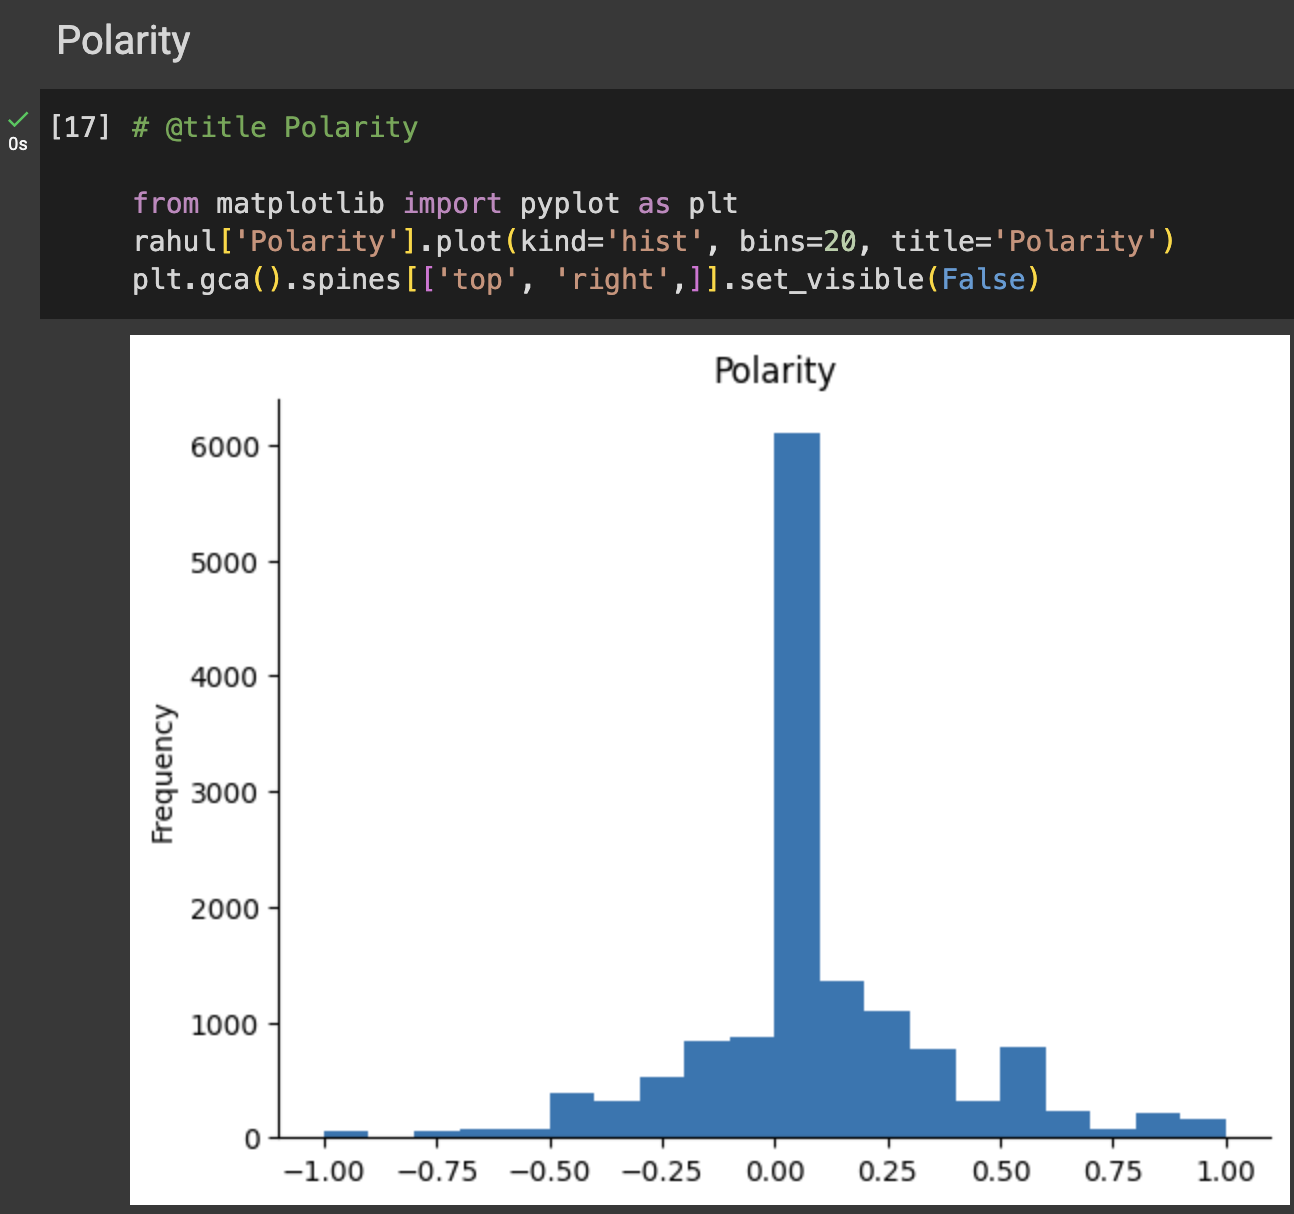 Polarity
[17] # @title Polarity
0s
from matplotlib import pyplot as plt
rahul['Polarity'].plot(kind='hist', bins=20, title='Polarity')
plt.gca().spines[['top', 'right',]].set_visible(False)
Polarity
6000
5000
4000
3000
2000
1000
0
Frequency
−1.00 −0.75 −0.50 −0.25 0.00 0.25 0.50 0.75 1.00